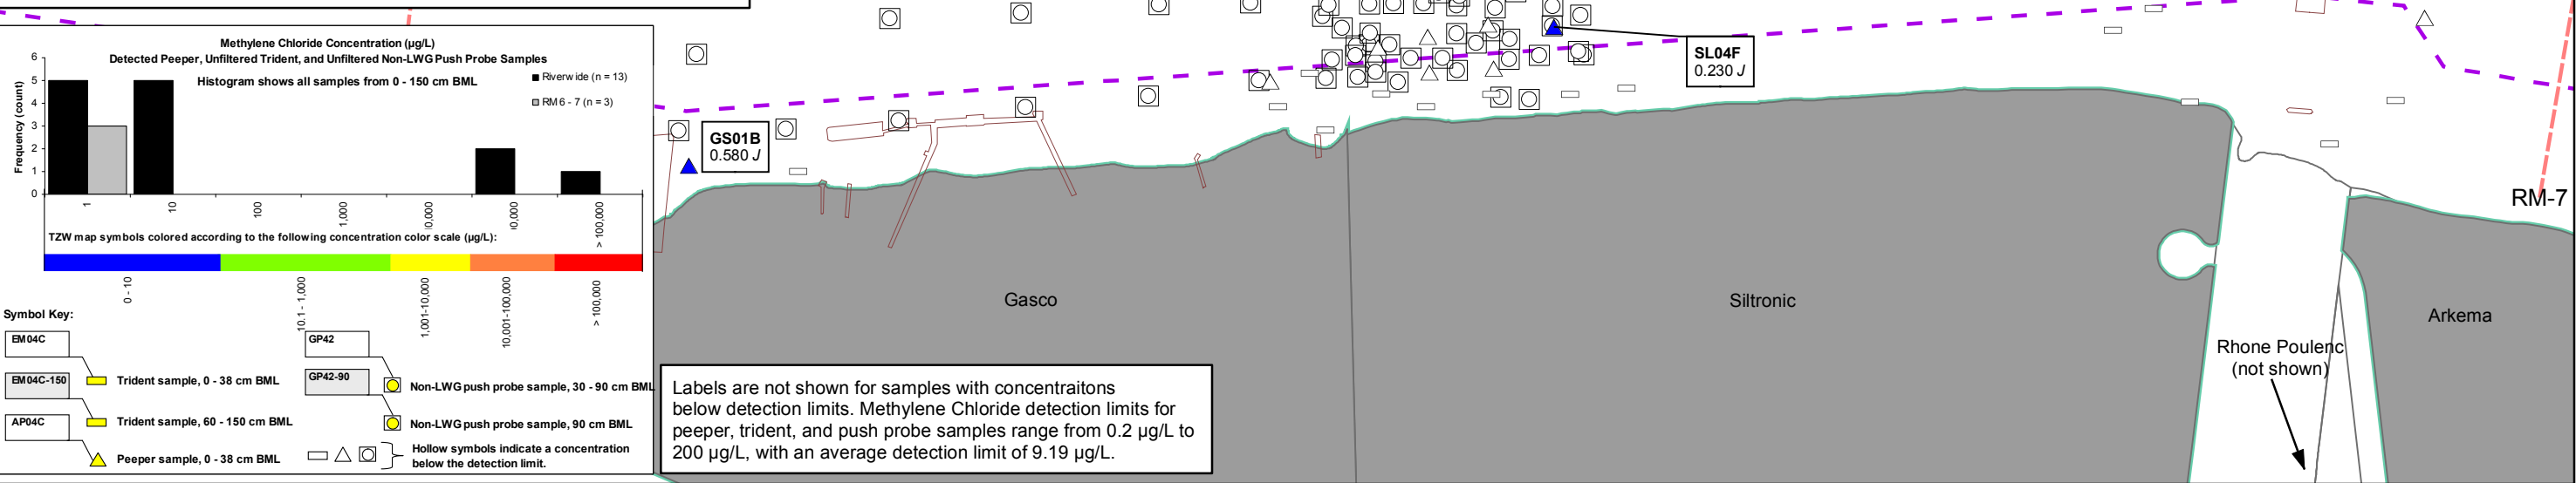 Methylene Chloride Concentration (µg/L)
Detected Peeper, Unfiltered Trident, and Unfiltered Non-LWG Push Probe Samples
Histogram shows all samples from 0 - 150 cm BML
Riverwide (n = 13)
RM 6 - 7 (n = 3)
Frequency (count)
6
5
4
3
2
1
0
1
10
100
1,000
0,000
0,000
> 100,000
TZW map symbols colored according to the following concentration color scale (µg/L):
0 - 10
10.1 - 1,000
1,001-10,000
10,001-100,000
> 100,000
Symbol Key:
EM04C
Trident sample, 0 - 38 cm BML
EM04C-150
Trident sample, 60 - 150 cm BML
AP04C
Peeper sample, 0 - 38 cm BML
GP42
Non-LWG push probe sample, 30 - 90 cm BML
GP42-90
Non-LWG push probe sample, 90 cm BML
Hollow symbols indicate a concentration
below the detection limit.
GS01B
0.580 J
SL04F
0.230 J
RM-7
Gasco
Siltronic
Arkema
Rhone Poulenc
(not shown)
Labels are not shown for samples with concentraitons
below detection limits. Methylene Chloride detection limits for
peeper, trident, and push probe samples range from 0.2 µg/L to
200 µg/L, with an average detection limit of 9.19 µg/L.